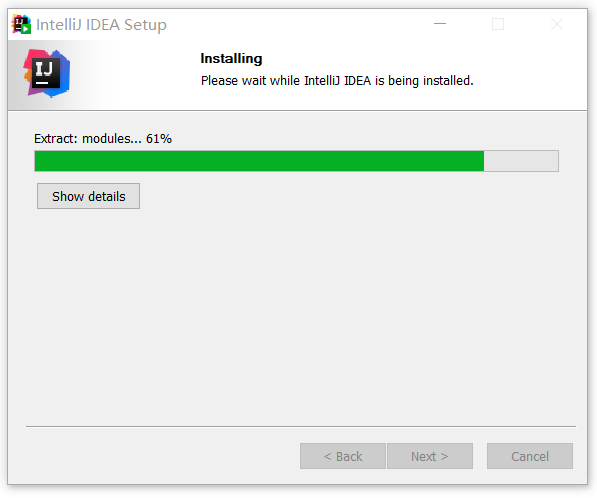 IntelliJ IDEA Setup
IJ
Installing
Please wait while IntelliJ IDEA is being installed.
Extract: modules... 61%
Show details
< Back
Next >
Cancel